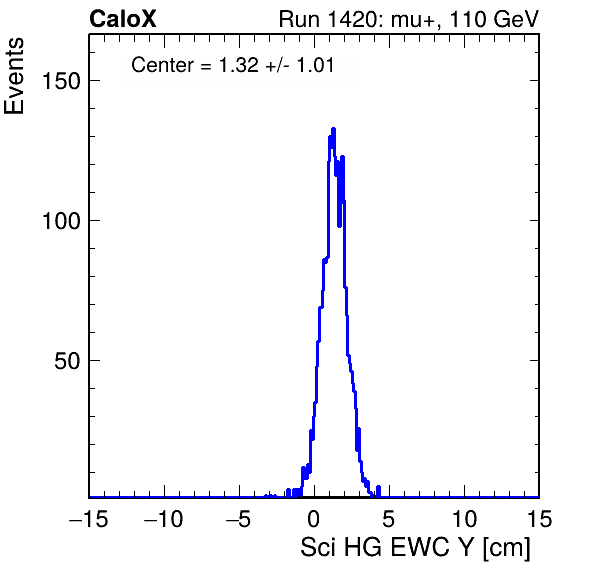 CaloX Run 1420: mu+, 110 GeV
Center = 1.32 +/- 1.01
Events
150
100
50
−15 −10 −5 0 5 10 15
Sci HG EWC Y [cm]